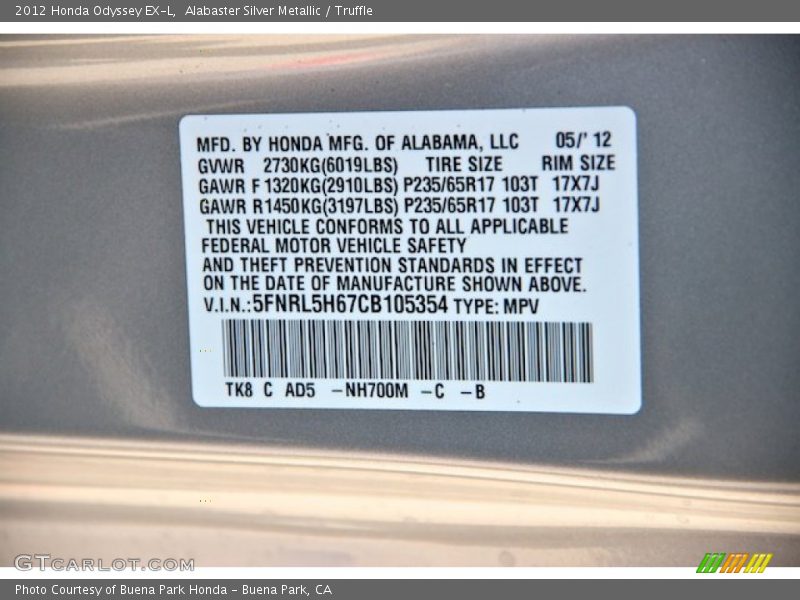 2012 Honda Odyssey EX-L,  Alabaster Silver Metallic / Truffle
MFD. BY HONDA MFG. OF ALABAMA, LLC 05/' 12
GVWR 2730KG(6019LBS) TIRE SIZE RIM SIZE
GAWR F 1320KG(2910LBS) P235/65R17 103T 17X7J
GAWR R1450KG(3197LBS) P235/65R17 103T 17X7J
THIS VEHICLE CONFORMS TO ALL APPLICABLE
FEDERAL MOTOR VEHICLE SAFETY
AND THEFT PREVENTION STANDARDS IN EFFECT
ON THE DATE OF MANUFACTURE SHOWN ABOVE.
V.I.N.:5FNRL5H67CB105354 TYPE: MPV
TK8 C AD5 -NH700M -C -B
GTCARLOT.COM
Photo Courtesy of Buena Park Honda - Buena Park, CA